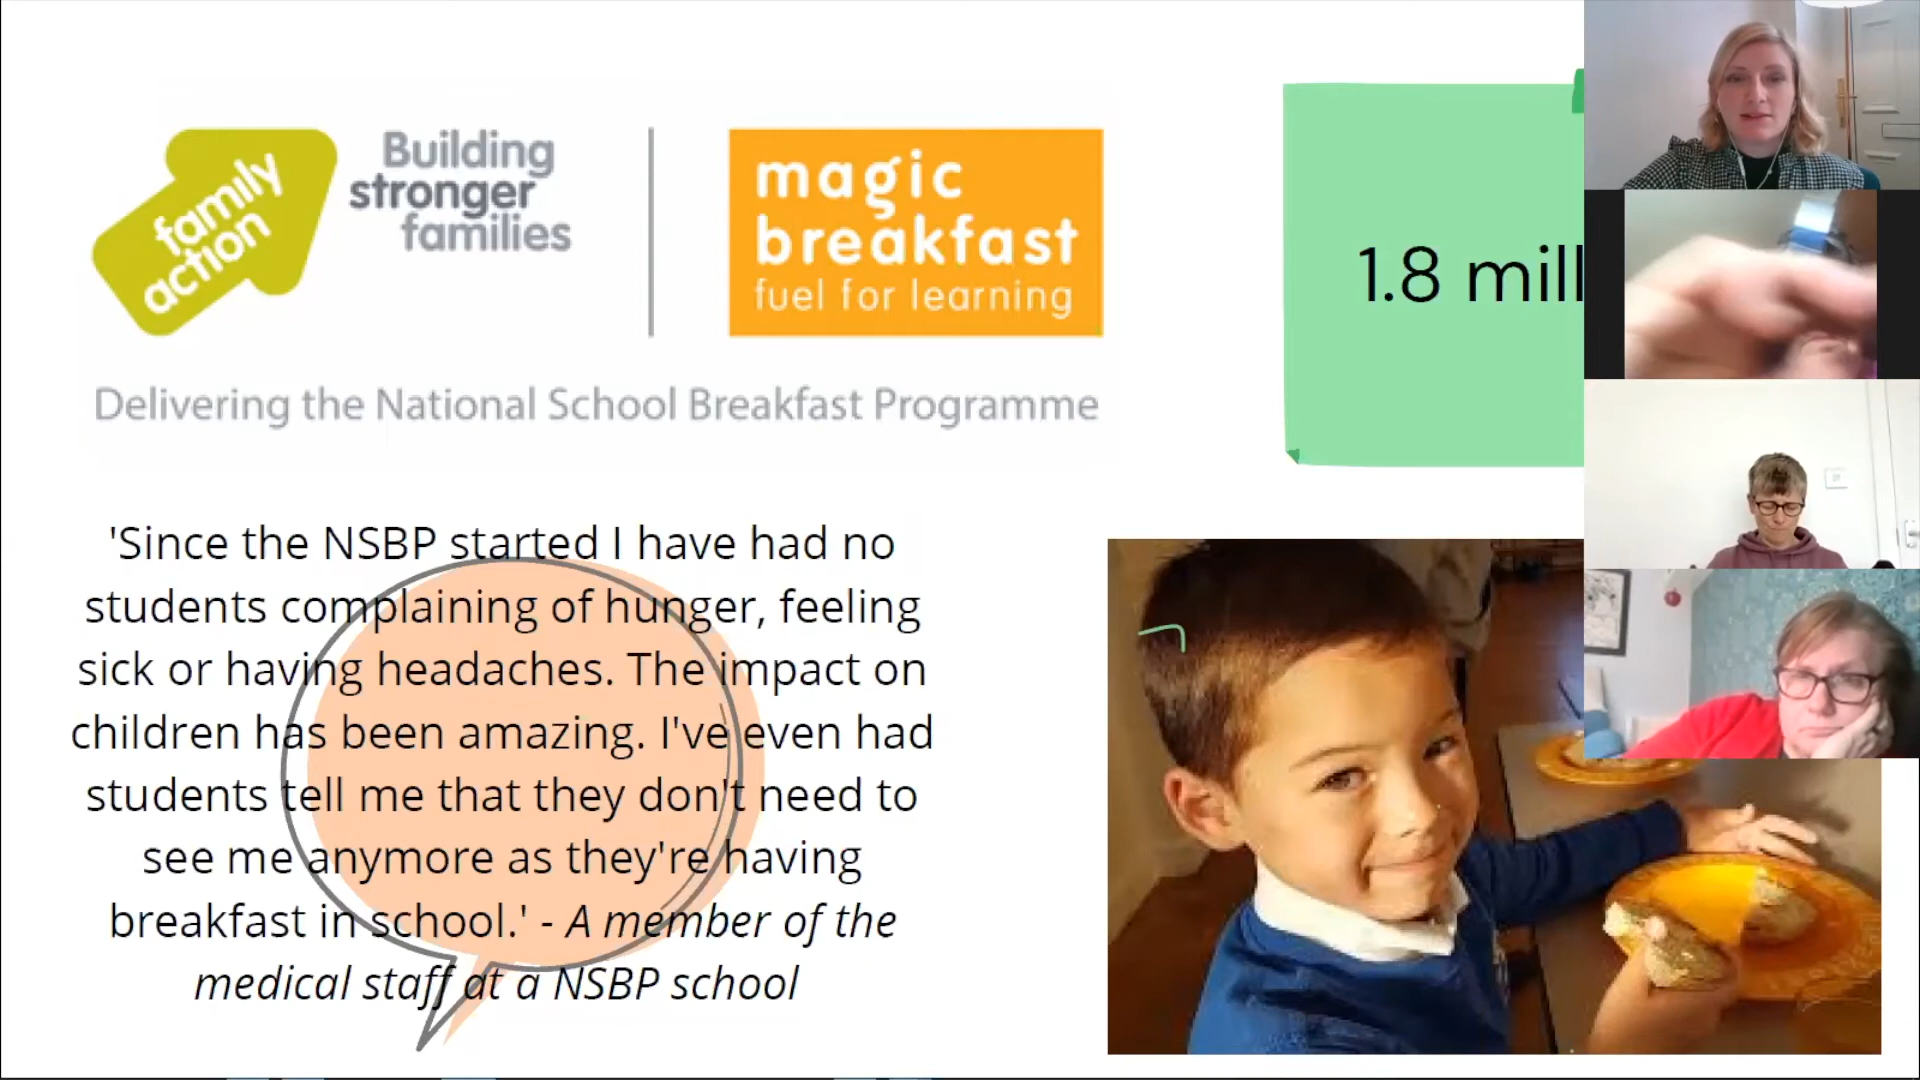 family
action
Building
stronger
families
magic
breakfast
fuel for learning
Delivering the National School Breakfast Programme
1.8 mill
'Since the NSBP started I have had no
students complaining of hunger, feeling
sick or having headaches. The impact on
children has been amazing. I've even had
students tell me that they don't need to
see me anymore as they're having
breakfast in school.' - A member of the
medical staff at a NSBP school